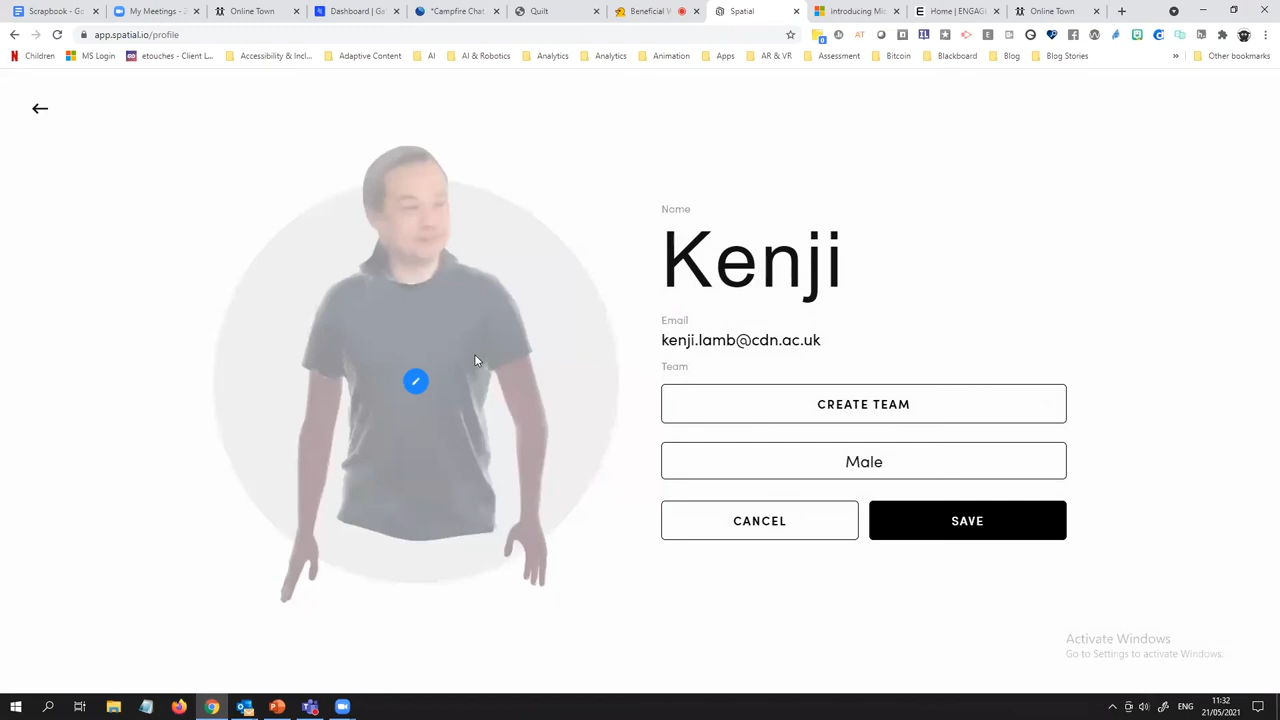 Scrapbook - Go
My Meetings - Z
Online Town
Dashboard | Ga
*Campfire Chat
Quilt
Beneficial W
Spatial
Introducing Mic
Home | ENGAG
Online Town
app.spatial.io/profile
Children
MS Login
etouches - Client L...
Accessibility & Incl...
Adaptive Content
AI
AI & Robotics
Analytics
Analytics
Animation
Apps
AR & VR
Assessment
Bitcoin
Blackboard
Blog
Blog Stories
»
Other bookmarks
Name
Kenji
Email
kenji.lamb@cdn.ac.uk
Team
CREATE TEAM
Male
CANCEL
SAVE
Activate Windows
Go to Settings to activate Windows.
ENG
11:32
21/05/2021